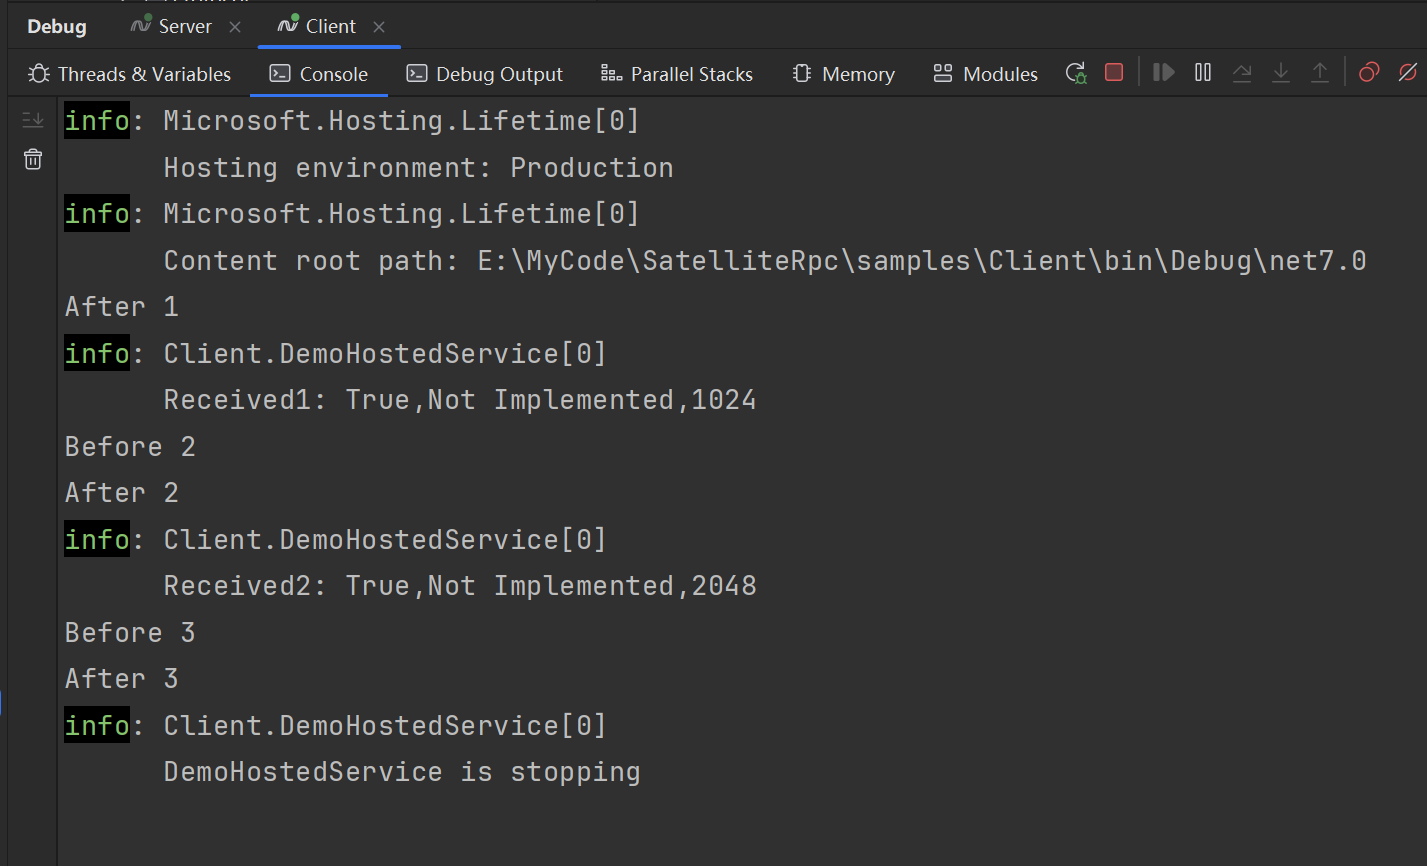 Debug Server Client
Threads & Variables Console Debug Output Parallel Stacks Memory Modules
info: Microsoft.Hosting.Lifetime[0]
Hosting environment: Production
info: Microsoft.Hosting.Lifetime[0]
Content root path: E:\MyCode\SatelliteRpc\samples\Client\bin\Debug\net7.0
After 1
info: Client.DemoHostedService[0]
Received1: True,Not Implemented,1024
Before 2
After 2
info: Client.DemoHostedService[0]
Received2: True,Not Implemented,2048
Before 3
After 3
info: Client.DemoHostedService[0]
DemoHostedService is stopping